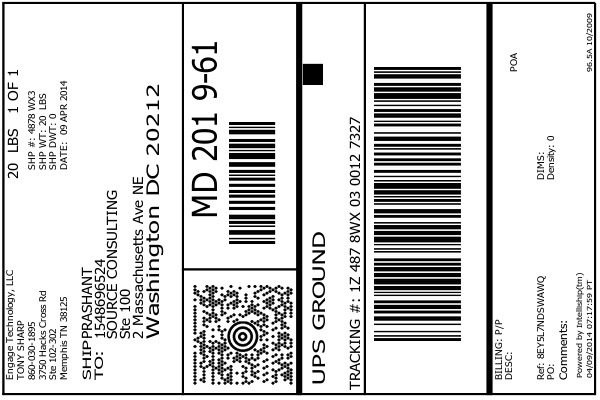 Engage Technology, LLC
TONY SHARP
860-030-1895
3750 Hacks Cross Rd
Ste 102-302
Memphis TN 38125
20 LBS 1 OF 1
SHP #: 4878 WX3
SHP WT: 20 LBS
SHP DWT: 0
DATE: 09 APR 2014
SHIP PRASHANT
TO: 1548696524
SOURCE CONSULTING
Ste 100
2 Massachusetts Ave NE
Washington DC 20212
MD 201 9-61
UPS GROUND
TRACKING #: 1Z 487 8WX 03 0012 7327
BILLING: P/P
DESC:
POA
Ref: 8EY5L7NDSWAWQ
PO:
DIMS:
Density: 0
Comments:
Powered by Intelliship(tm)
04/09/2014 07:17:59 PT
96.5A 10/2009